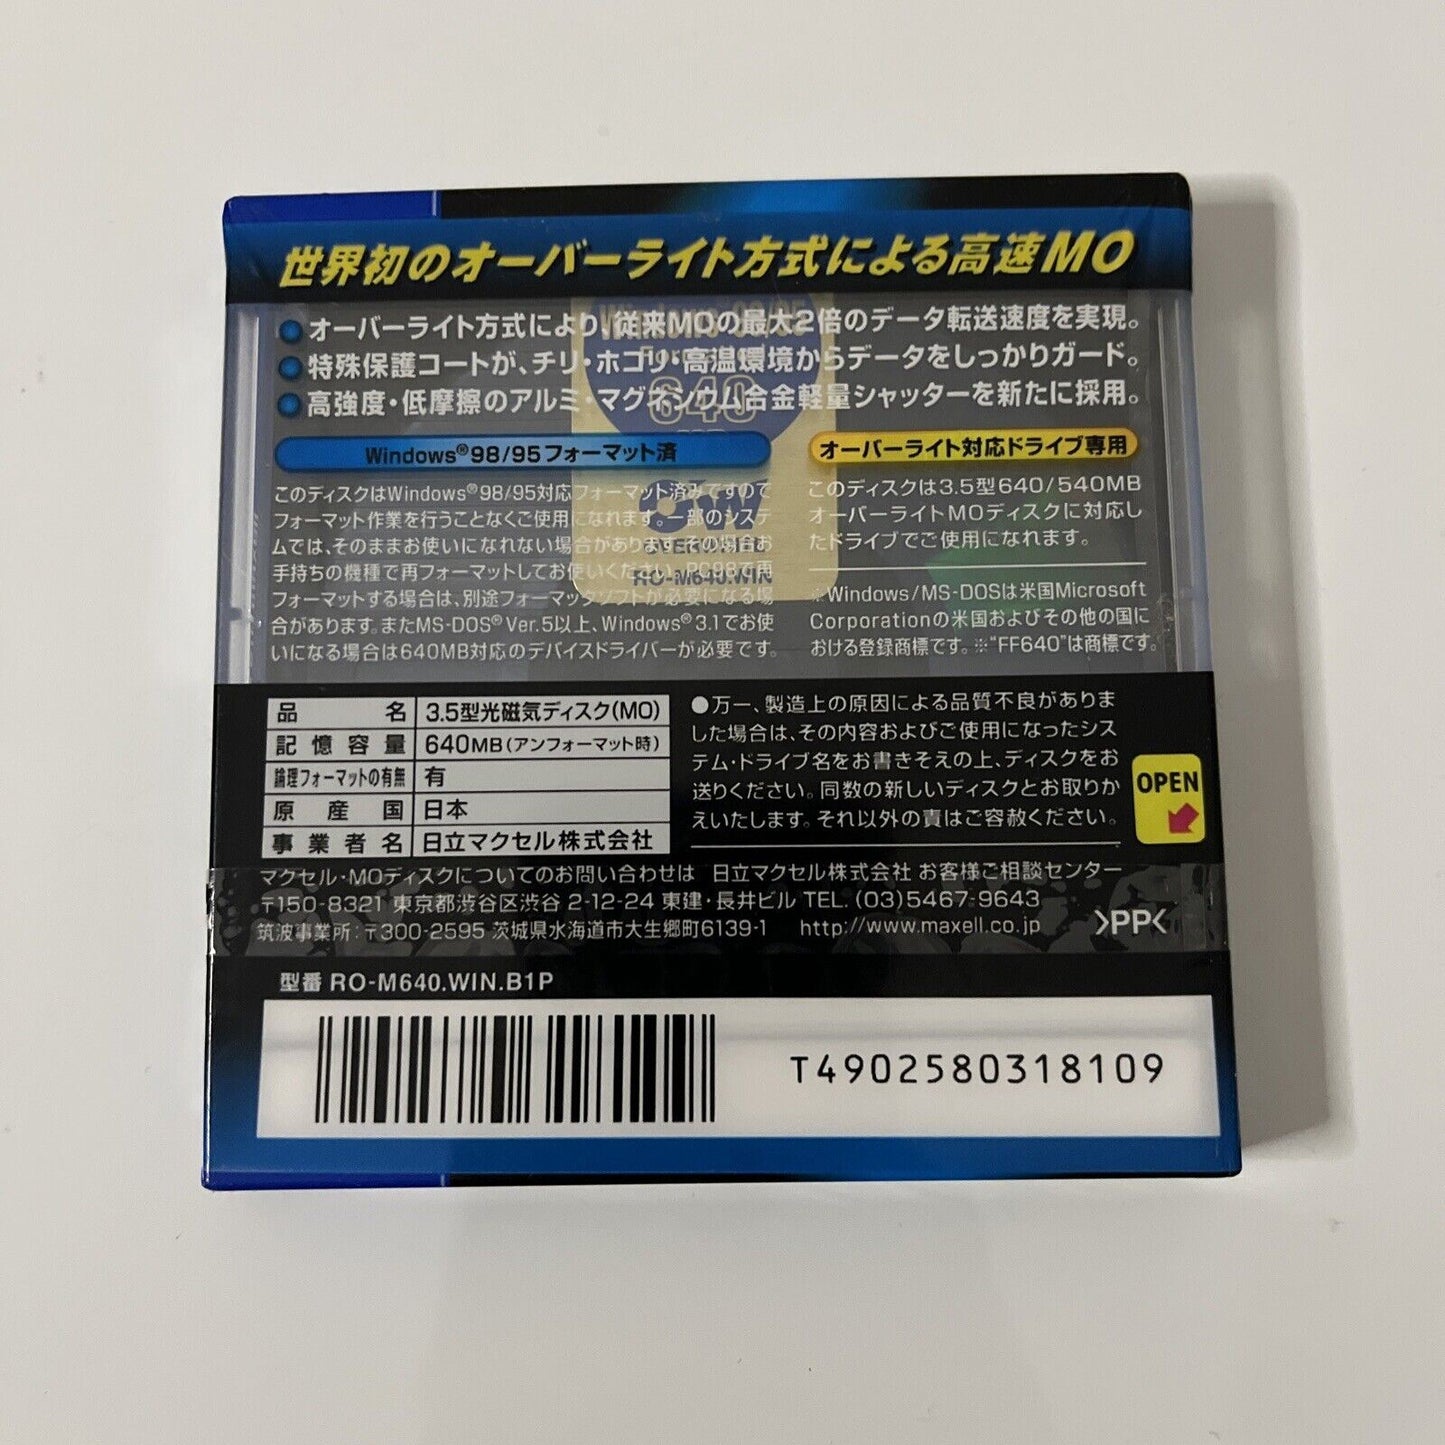 世界初のオーバーライト方式による高速MO
●オーバーライト方式により、従来MOの最大2倍のデータ転送速度を実現。
●特殊保護コートが、チリ・ホコリ・高温環境からデータをしっかりガード。
●高強度・低摩擦のアルミ・マグネシウム合金軽量シャッターを新たに採用。
Windows®98/95フォーマット済
このディスクはWindows®98/95対応フォーマット済みですので
フォーマット作業を行うことなくご使用になれます。一部のシステ
ムでは、そのままお使いになれない場合があります。その場合お
手持ちの機種で再フォーマットしてお使いください。PC98で再
フォーマットする場合は、別途フォーマッタソフトが必要になる場
合があります。またMS-DOS®Ver.5以上、Windows®3.1でお使
いになる場合は640MB対応のデバイスドライバーが必要です。
オーバーライト対応ドライブ専用
このディスクは3.5型640/540MB
オーバーライトMOディスクに対応し
たドライブでご使用になれます。
※Windows/MS-DOSは米国Microsoft
Corporationの米国およびその他の国に
おける登録商標です。※“FF640”は商標です。
640
RO-M640.WIN
品名 3.5型光磁気ディスク(MO)
記憶容量 640MB(アンフォーマット時)
論理フォーマットの有無 有
原産国 日本
事業者名 日立マクセル株式会社
●万一、製造上の原因による品質不良がありま
した場合は、その内容およびご使用になったシス
テム・ドライブ名をお書きそえの上、ディスクをお
送りください。同数の新しいディスクとお取りか
えいたします。それ以外の責はご容赦ください。
OPEN
マクセル・MOディスクについてのお問い合わせは 日立マクセル株式会社 お客様ご相談センター
〒150-8321 東京都渋谷区渋谷 2-12-24 東建・長井ビル TEL.(03)5467-9643
筑波事業所:〒300-2595 茨城県水海道市大生郷町6139-1 http://www.maxell.co.jp
>PP<
型番 RO-M640.WIN.B1P
T4902580318109